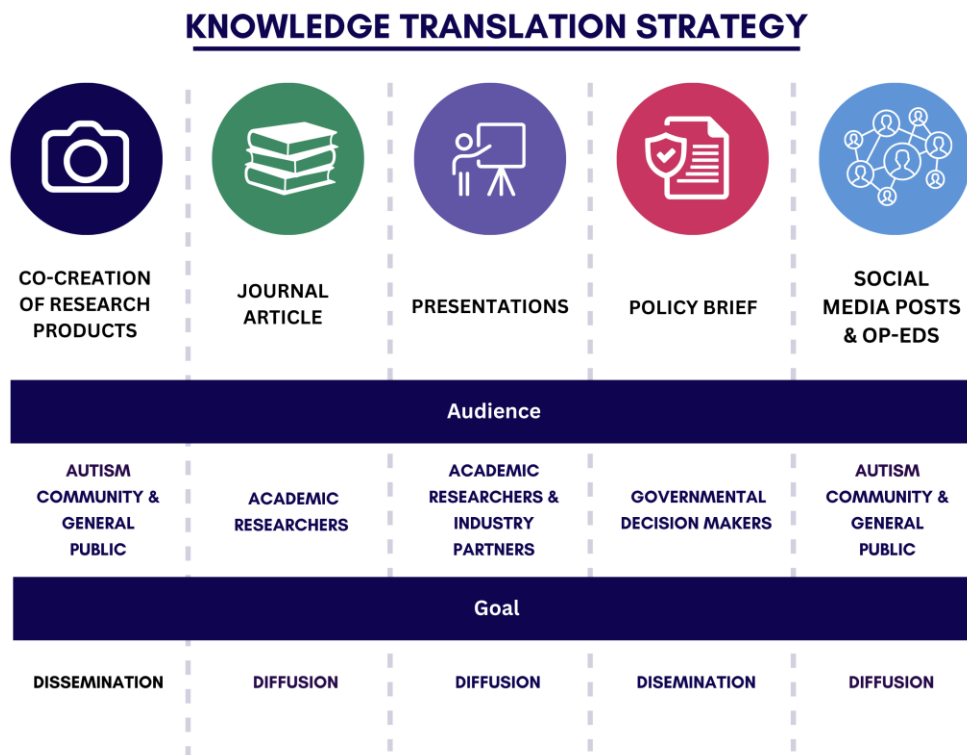 KNOWLEDGE TRANSLATION STRATEGY
CO-CREATION
OF RESEARCH
PRODUCTS
JOURNAL
ARTICLE
PRESENTATIONS
POLICY BRIEF
SOCIAL
MEDIA POSTS
& OP-EDS
Audience
AUTISM
COMMUNITY &
GENERAL
PUBLIC
ACADEMIC
RESEARCHERS
ACADEMIC
RESEARCHERS &
INDUSTRY
PARTNERS
GOVERNMENTAL
DECISION MAKERS
AUTISM
COMMUNITY &
GENERAL
PUBLIC
Goal
DISSEMINATION
DIFFUSION
DIFFUSION
DISEMINATION
DIFFUSION